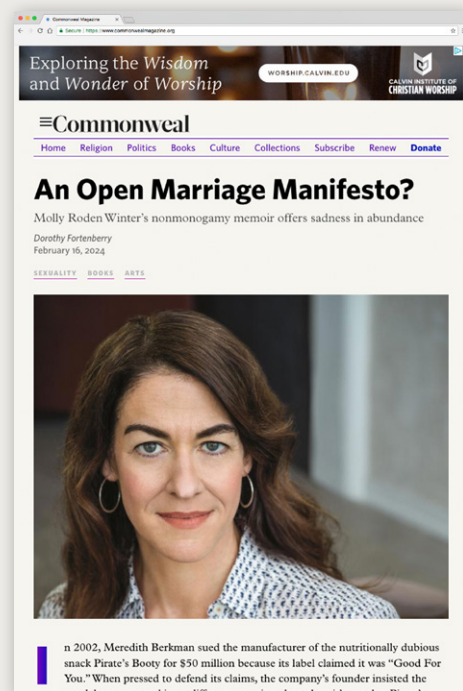 Commonweal Magazine
Secure | https://www.commonwealmagazine.org
Exploring the Wisdom
and Wonder of Worship
WORSHIP.CALVIN.EDU
CALVIN INSTITUTE OF
CHRISTIAN WORSHIP
Commonweal
Home Religion Politics Books Culture Collections Subscribe Renew Donate
An Open Marriage Manifesto?
Molly Roden Winter's nonmonogamy memoir offers sadness in abundance
Dorothy Fortenberry
February 16, 2024
SEXUALITY BOOKS ARTS
In 2002, Meredith Berkman sued the manufacturer of the nutritionally dubious
snack Pirate's Booty for $50 million because its label claimed it was “Good For
You.” When pressed to defend its claims, the company's founder insisted the